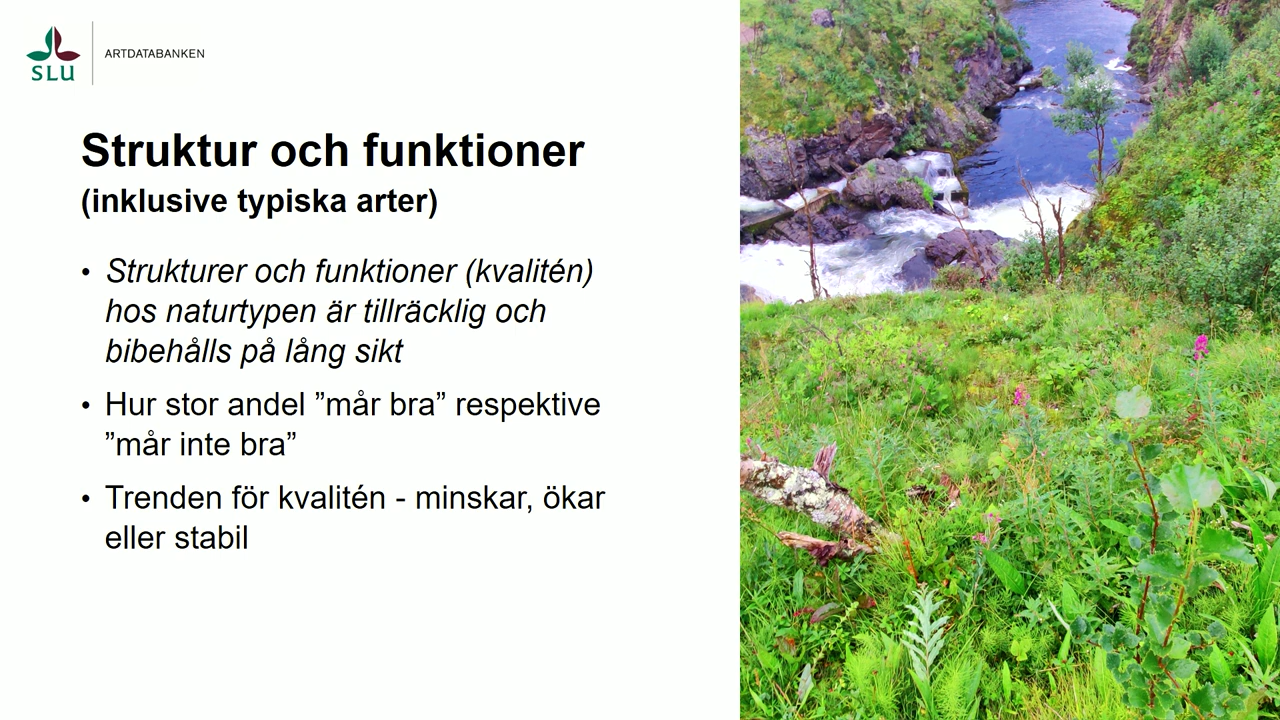 SLU
ARTDATABANKEN
Struktur och funktioner
(inklusive typiska arter)
• Strukturer och funktioner (kvalitén)
hos naturtypen är tillräcklig och
bibehålls på lång sikt
• Hur stor andel ”mår bra” respektive
”mår inte bra”
• Trenden för kvalitén - minskar, ökar
eller stabil